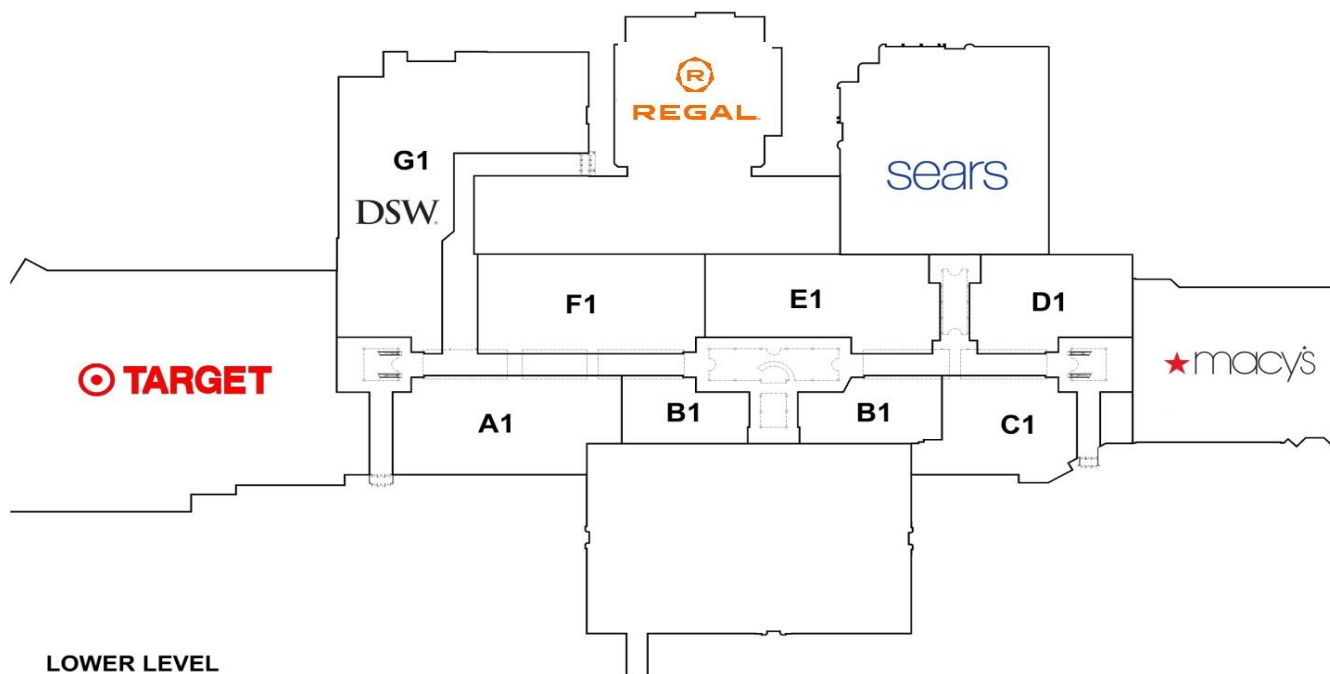 R
REGAL
G1
sears
DSW.
E1
D1
F1
TARGET
macy's
B1
B1
A1
C1
LOWER LEVEL